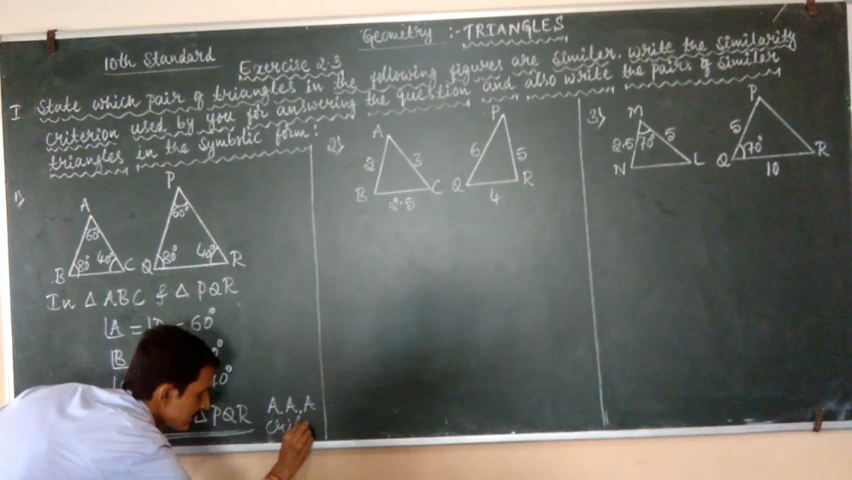 Geometry :- TRIANGLES
10th Standard
Exercise 2.3
I State which pair of triangles in the following figures are similar. write the similarity
criterion used by you for answering the question and also write the pairs of similar
triangles in the symbolic form:
1)
A
60°
B 80° 40° C
P
60°
Q 80° 40° R
In △ ABC & △ PQR
∠A = 60°
∠B
40°
△PQR
A.A.A
2)
A
2 3
B C
2.5
P
6 5
Q R
4
3)
M
2.5 70° 5
N L
P
5
Q 70° R
10